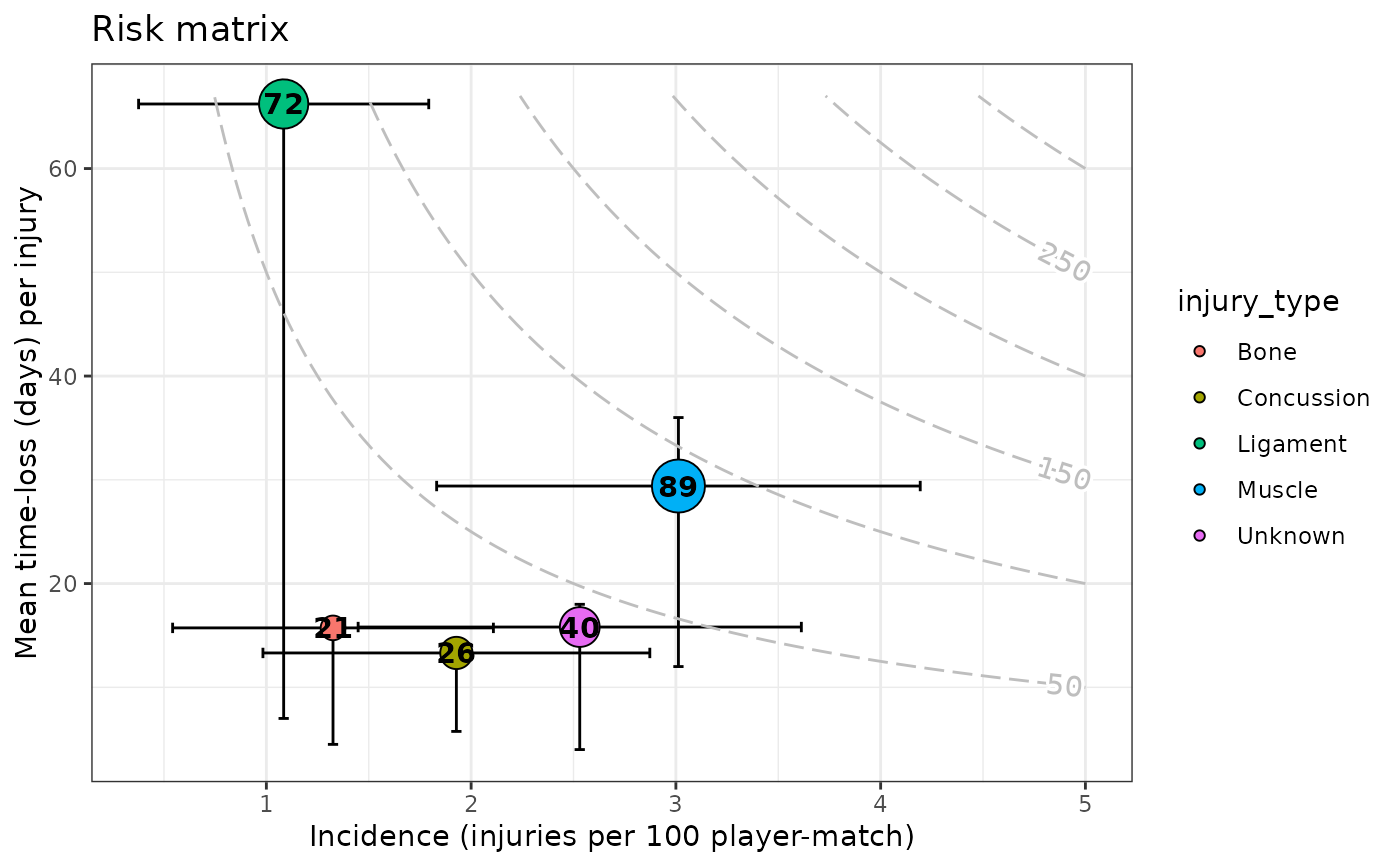 Risk matrix
Mean time-loss (days) per injury
60
40
20
72
89
21
26
40
250
150
50
1
2
3
4
5
Incidence (injuries per 100 player-match)
injury_type
Bone
Concussion
Ligament
Muscle
Unknown